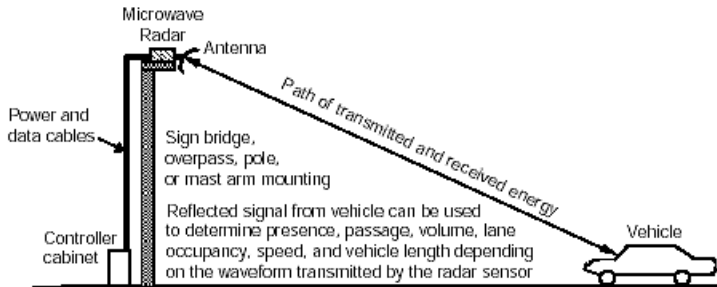 Microwave
Radar
Antenna
Path of transmitted and received energy
Power and
data cables
Sign bridge,
overpass, pole,
or mast arm mounting
Reflected signal from vehicle can be used
to determine presence, passage, volume, lane
occupancy, speed, and vehicle length depending
on the waveform transmitted by the radar sensor
Controller
cabinet
Vehicle